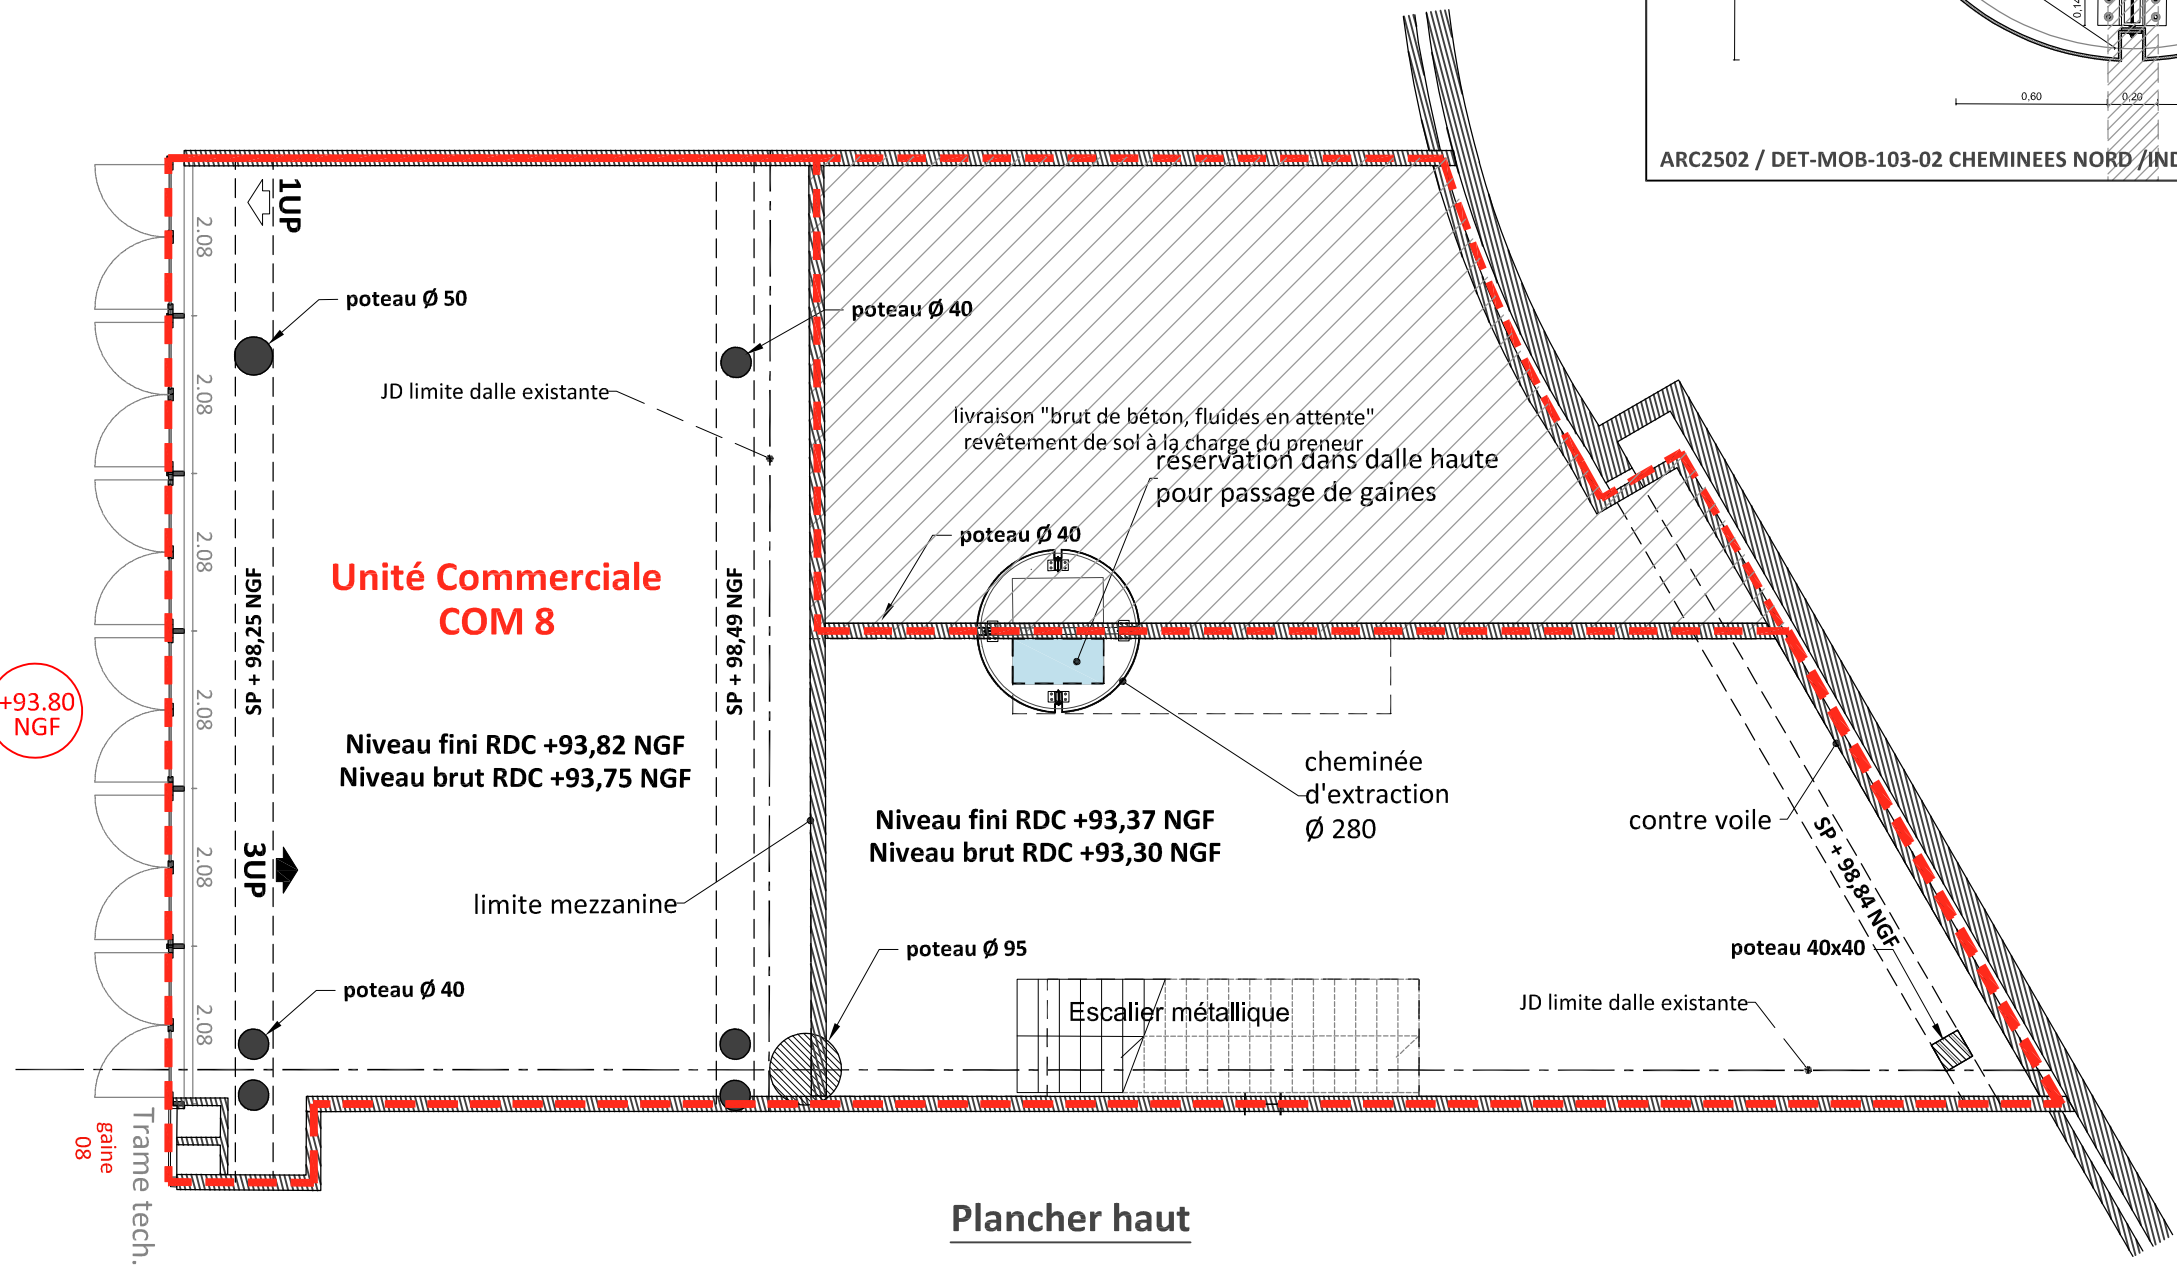 0,14
0,60
0,20
ARC2502 / DET-MOB-103-02 CHEMINEES NORD /IND
1UP
2.08
poteau Ø 50
poteau Ø 40
2.08
JD limite dalle existante
livraison "brut de béton, fluides en attente"
revêtement de sol à la charge du preneur
réservation dans dalle haute
pour passage de gaines
poteau Ø 40
2.08
Unité Commerciale
COM 8
SP + 98,25 NGF
SP + 98,49 NGF
+93.80
NGF
2.08
Niveau fini RDC +93,82 NGF
Niveau brut RDC +93,75 NGF
cheminée
d'extraction
Ø 280
Niveau fini RDC +93,37 NGF
Niveau brut RDC +93,30 NGF
contre voile
SP + 98,84 NGF
3UP
2.08
limite mezzanine
poteau Ø 95
poteau 40x40
poteau Ø 40
Escalier métallique
JD limite dalle existante
2.08
gaine
08
Trame tech.
Plancher haut